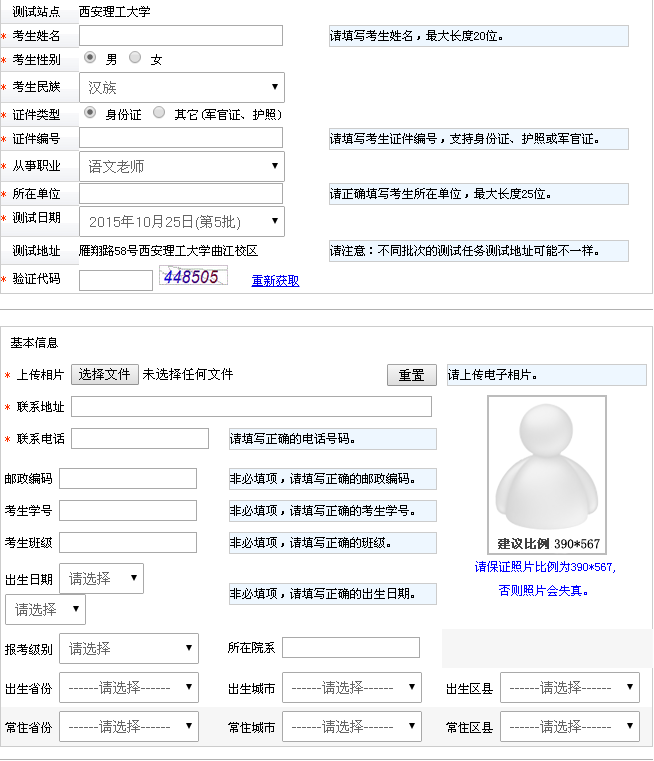 测试站点 西安理工大学
* 考生姓名 请填写考生姓名，最大长度20位。
* 考生性别 男 女
* 考生民族 汉族
* 证件类型 身份证 其它(军官证、护照)
* 证件编号 请填写考生证件编号，支持身份证、护照或军官证。
* 从事职业 语文老师
* 所在单位 请正确填写考生所在单位，最大长度25位。
* 测试日期 2015年10月25日(第5批)
测试地址 雁翔路58号西安理工大学曲江校区 请注意：不同批次的测试任务测试地址可能不一样。
* 验证代码 448505 重新获取
基本信息
* 上传相片 选择文件 未选择任何文件 重置 请上传电子相片。
* 联系地址
* 联系电话 请填写正确的电话号码。
邮政编码 非必填项，请填写正确的邮政编码。
考生学号 非必填项，请填写正确的考生学号。
考生班级 非必填项，请填写正确的班级。
建议比例 390*567
请保证照片比例为390*567,
否则照片会失真。
出生日期 请选择
请选择 非必填项，请填写正确的出生日期。
报考级别 请选择 所在院系
出生省份 ------请选择------ 出生城市 ------请选择------ 出生区县 ------请选择------
常住省份 ------请选择------ 常住城市 ------请选择------ 常住区县 ------请选择------